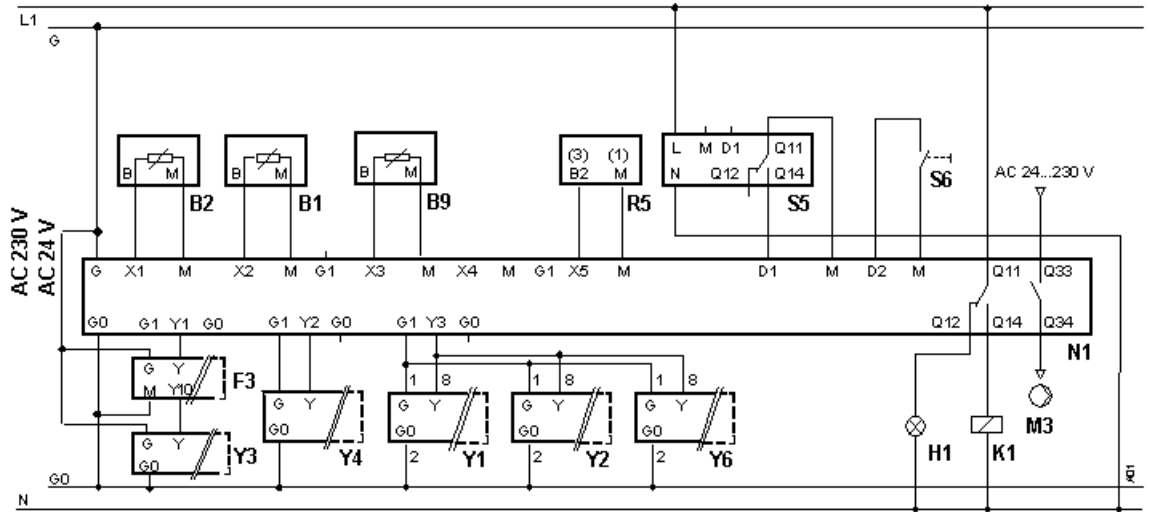 L1
G
AC 230 V
AC 24 V
B M
B2
B M
B1
B M
B9
(3) (1)
B2 M
R5
L M D1 Q11
N Q12 Q14
S5
S6
AC 24...230 V
G X1 M X2 M G1 X3 M X4 M G1 X5 M D1 M D2 M Q11 Q33
G0 G1 Y1 G0 G1 Y2 G0 G1 Y3 G0 Q12 Q14 Q34
N1
G Y
M Y10
F3
G Y
G0
Y3
G Y
G0
Y4
1 8
G Y
G0
2
Y1
1 8
G Y
G0
2
Y2
1 8
G Y
G0
2
Y6
H1
K1
M3
A01
G0
N